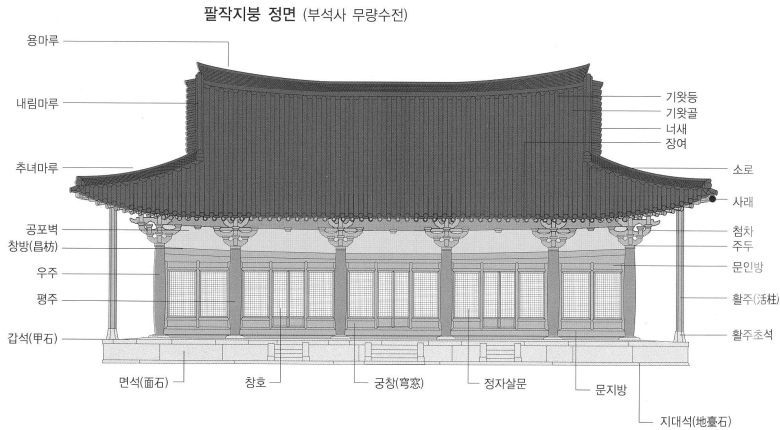 팔작지붕 정면 (부석사 무량수전)
용마루
내림마루
추녀마루
공포벽
창방(昌枋)
우주
평주
갑석(甲石)
기왓등
기왓골
너새
장여
소로
사래
첨차
주두
문인방
활주(活柱)
활주초석
면석(面石)
창호
궁창(穹窓)
정자살문
문지방
지대석(地臺石)